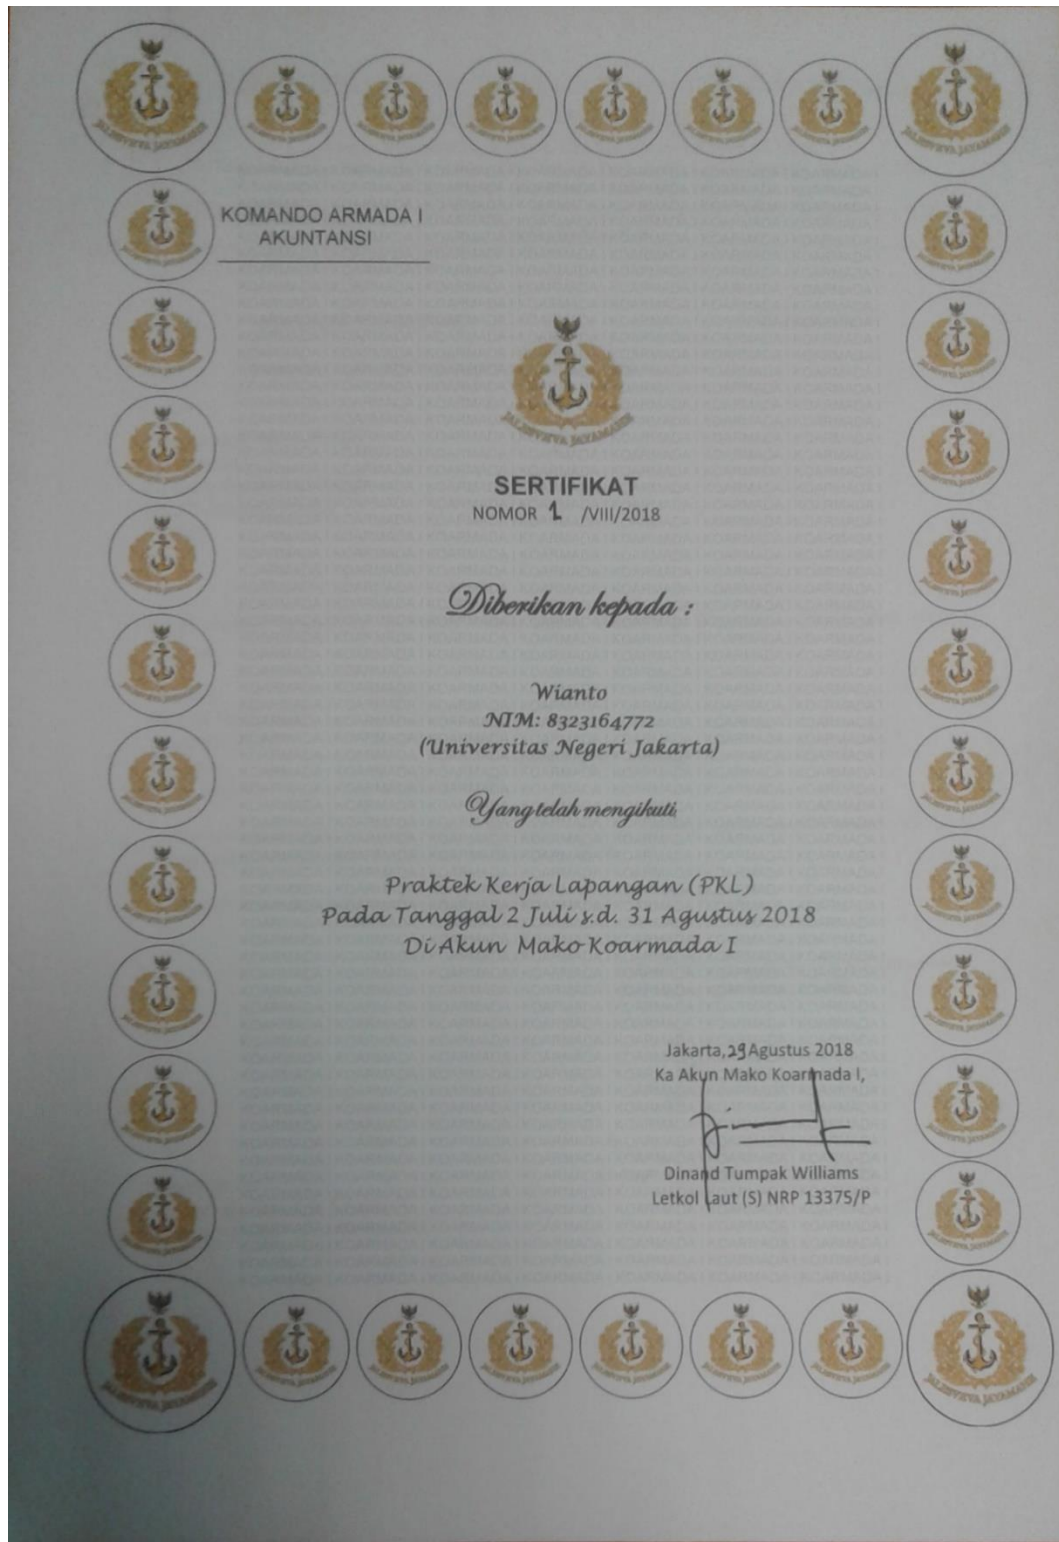 KOMANDO ARMADA I
AKUNTANSI
JALESVEVA JAYAMAHE
SERTIFIKAT
NOMOR 1 /VIII/2018
Diberikan kepada :
Wianto
NIM: 8323164772
(Universitas Negeri Jakarta)
Yang telah mengikuti
Praktek Kerja Lapangan (PKL)
Pada Tanggal 2 Juli s.d. 31 Agustus 2018
Di Akun Mako Koarmada I
Jakarta, 29 Agustus 2018
Ka Akun Mako Koarmada I,
Dinand Tumpak Williams
Letkol Laut (S) NRP 13375/P